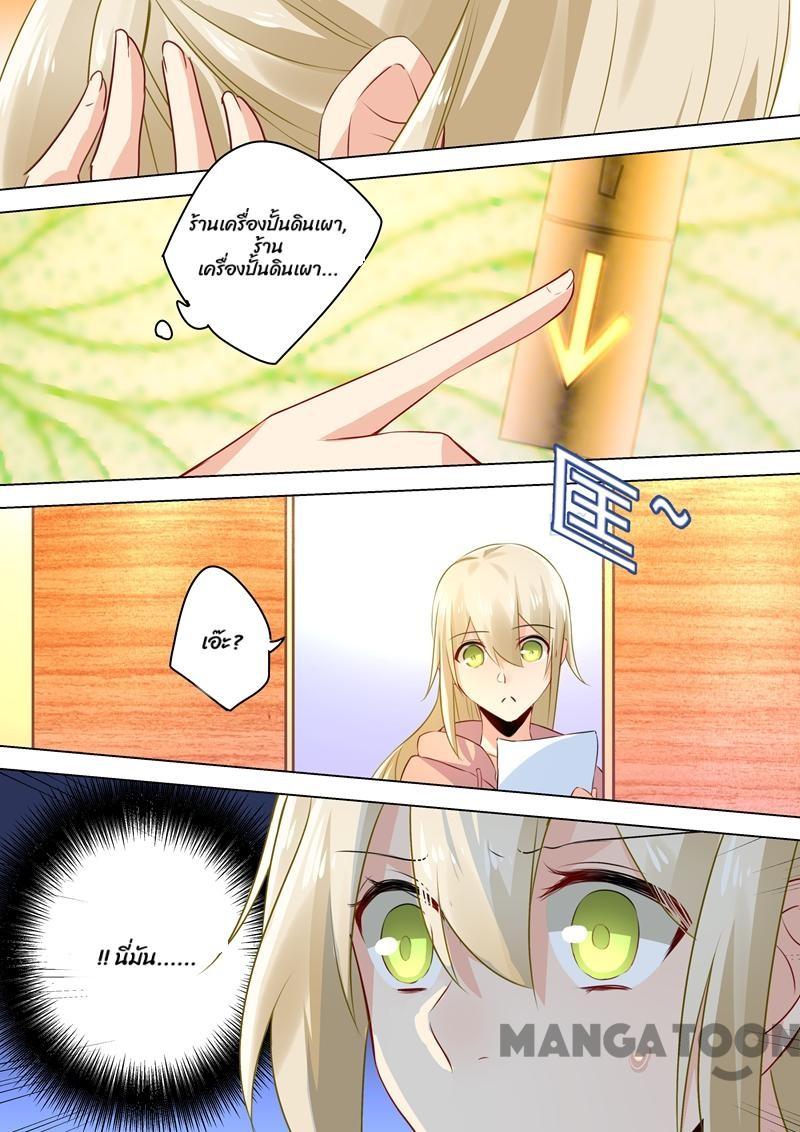 ร้านเครื่องปั้นดินเผา,
ร้าน
เครื่องปั้นดินเผา...
匡~
เอ๊ะ?
!! นี่มัน......
MANGATOON